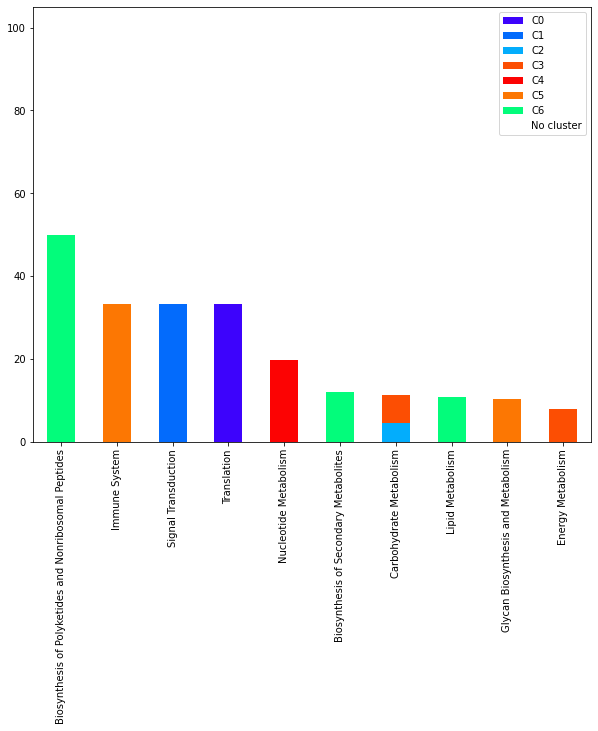 100
80
60
40
20
0
C0
C1
C2
C3
C4
C5
C6
No cluster
Biosynthesis of Polyketides and Nonribosomal Peptides
Immune System
Signal Transduction
Translation
Nucleotide Metabolism
Biosynthesis of Secondary Metabolites
Carbohydrate Metabolism
Lipid Metabolism
Glycan Biosynthesis and Metabolism
Energy Metabolism